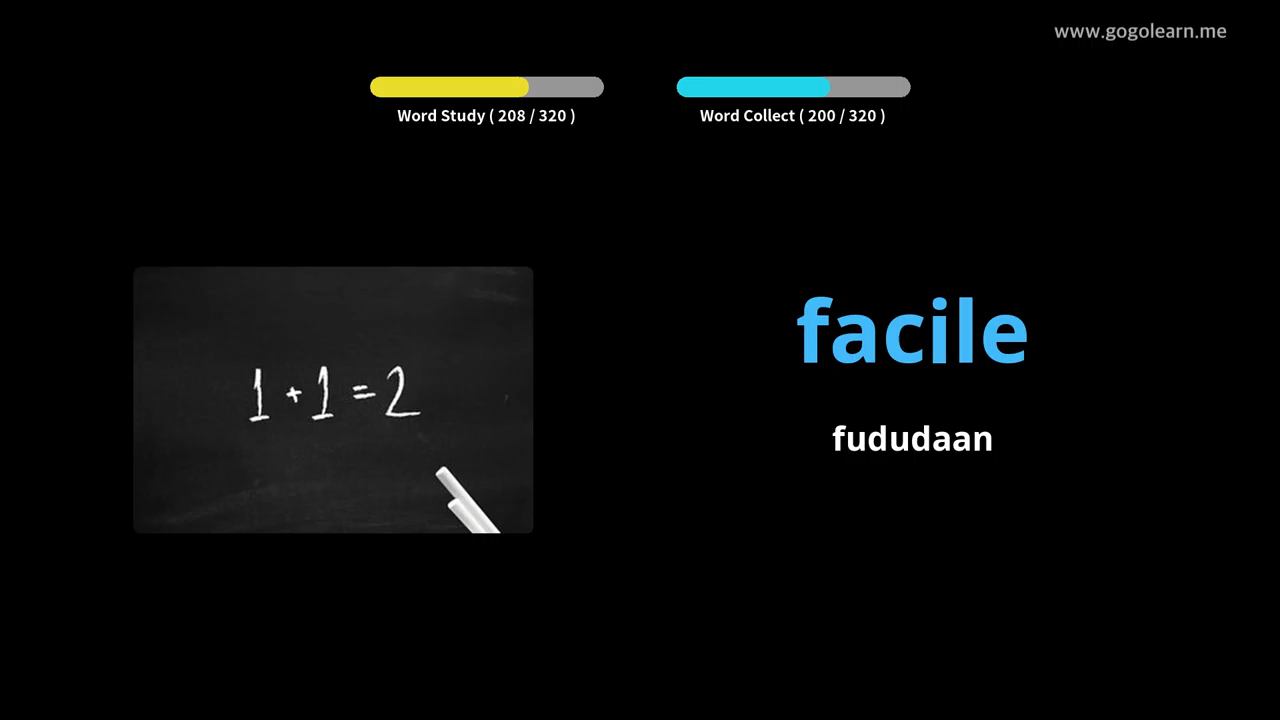 www.gogolearn.me
Word Study ( 208 / 320 )
Word Collect ( 200 / 320 )
1 + 1 = 2
facile
fududaan